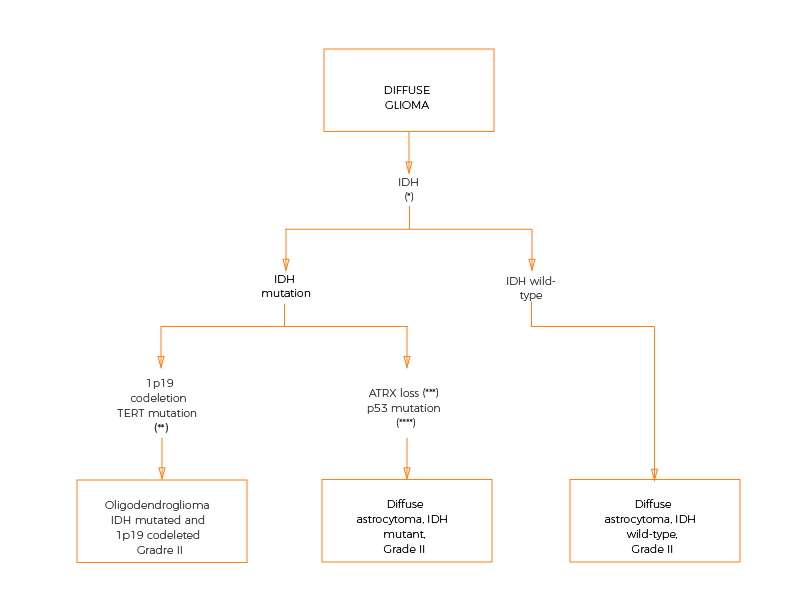 DIFFUSE
GLIOMA
IDH
(*)
IDH
mutation
IDH wild-
type
1p19
codeletion
TERT mutation
(**)
ATRX loss (***)
p53 mutation
(****)
Oligodendroglioma
IDH mutated and
1p19 codeleted
Gradre II
Diffuse
astrocytoma, IDH
mutant,
Grade II
Diffuse
astrocytoma, IDH
wild-type,
Grade II